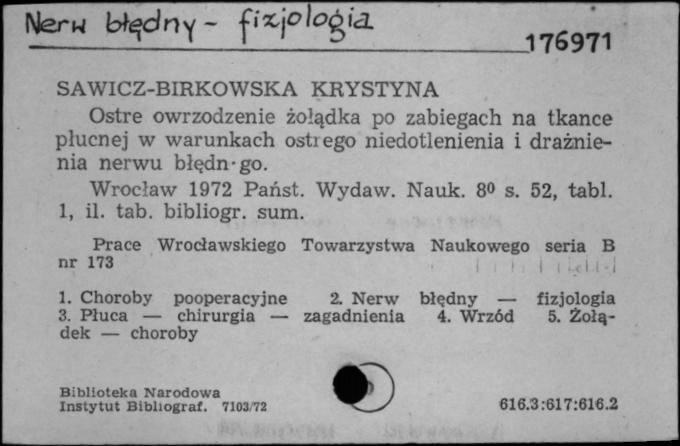 Nerw błędny - fizjologia
176971
SAWICZ-BIRKOWSKA KRYSTYNA
Ostre owrzodzenie żołądka po zabiegach na tkance
płucnej w warunkach ostrego niedotlenienia i drażnie-
nia nerwu błędn·go.
Wrocław 1972 Państ. Wydaw. Nauk. 8⁰ s. 52, tabl.
1, il. tab. bibliogr. sum.
Prace Wrocławskiego Towarzystwa Naukowego seria B
nr 173
1. Choroby pooperacyjne 2. Nerw błędny — fizjologia
3. Płuca — chirurgia — zagadnienia 4. Wrzód 5. Żołą-
dek — choroby
Biblioteka Narodowa
Instytut Bibliograf. 7103/72
616.3:617:616.2